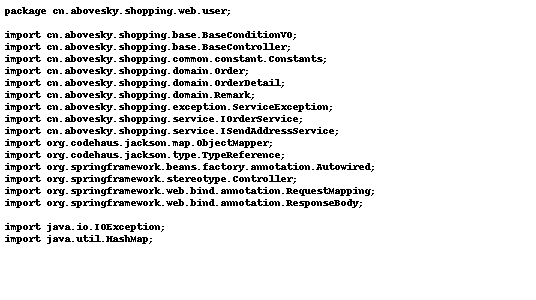 package cn.abovesky.shopping.web.user;

import cn.abovesky.shopping.base.BaseConditionVO;
import cn.abovesky.shopping.base.BaseController;
import cn.abovesky.shopping.common.constant.Constants;
import cn.abovesky.shopping.domain.Order;
import cn.abovesky.shopping.domain.OrderDetail;
import cn.abovesky.shopping.domain.Remark;
import cn.abovesky.shopping.exception.ServiceException;
import cn.abovesky.shopping.service.IOrderService;
import cn.abovesky.shopping.service.ISendAddressService;
import org.codehaus.jackson.map.ObjectMapper;
import org.codehaus.jackson.type.TypeReference;
import org.springframework.beans.factory.annotation.Autowired;
import org.springframework.stereotype.Controller;
import org.springframework.web.bind.annotation.RequestMapping;
import org.springframework.web.bind.annotation.ResponseBody;

import java.io.IOException;
import java.util.HashMap;